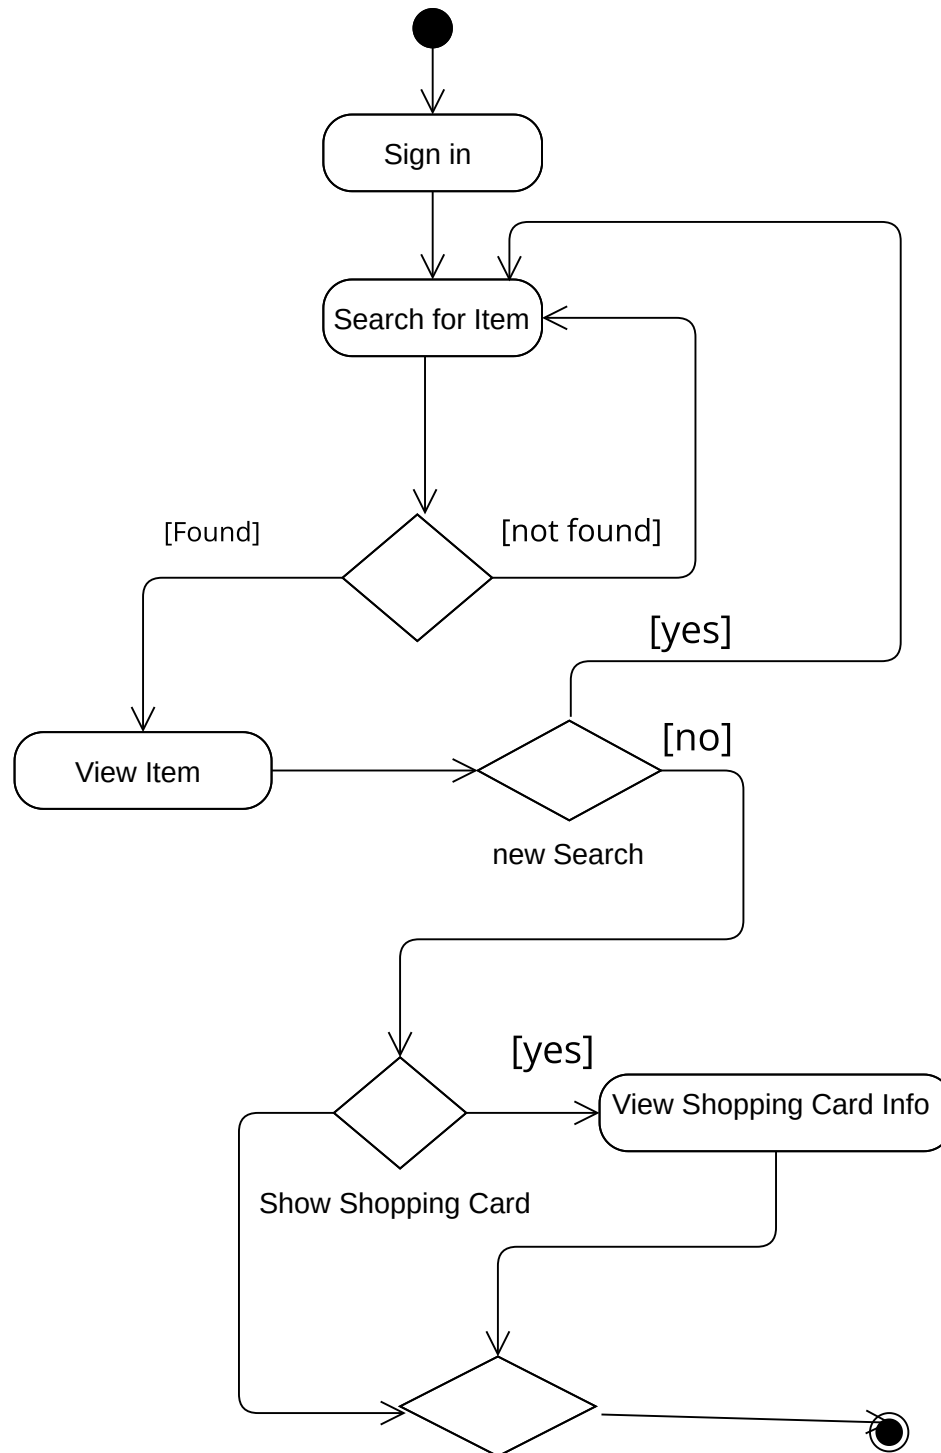 Sign in
Search for Item
[Found]
[not found]
[yes]
[no]
View Item
new Search
[yes]
View Shopping Card Info
Show Shopping Card